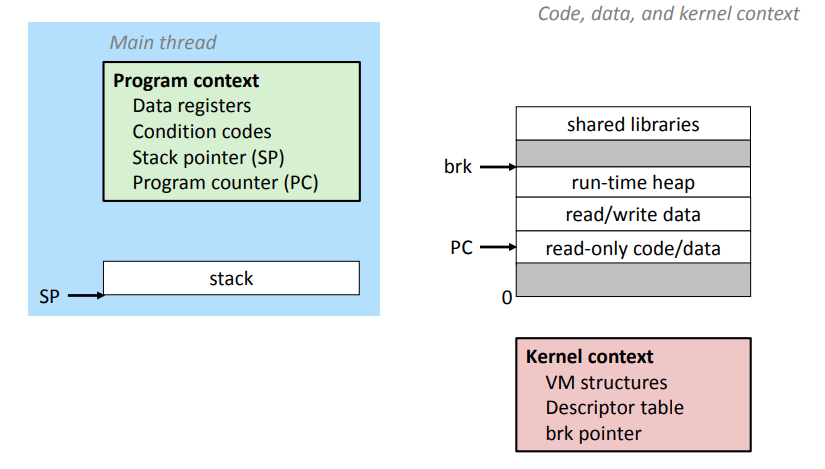 Code, data, and kernel context
Main thread
Program context
Data registers
Condition codes
Stack pointer (SP)
Program counter (PC)
stack
SP
shared libraries
brk
run-time heap
read/write data
PC
read-only code/data
0
Kernel context
VM structures
Descriptor table
brk pointer